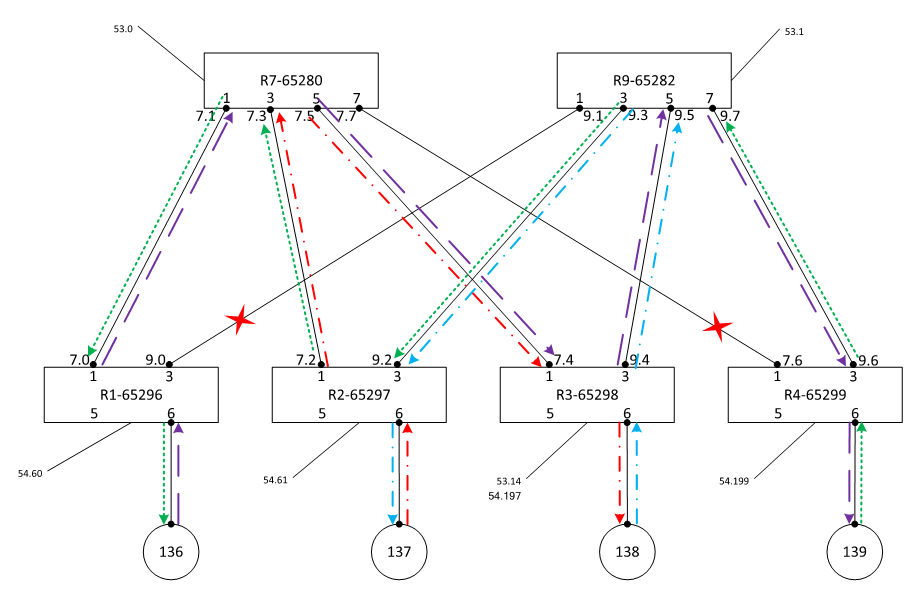 53.0
53.1
R7-65280
R9-65282
1 3 5 7
1 3 5 7
7.1 7.3 7.5 7.7
9.1 9.3 9.5 9.7
7.0 9.0
7.2 9.2
7.4 9.4
7.6 9.6
1 3
1 3
1 3
1 3
R1-65296
R2-65297
R3-65298
R4-65299
5 6
5 6
5 6
5 6
54.60
54.61
53.14
54.197
54.199
136
137
138
139